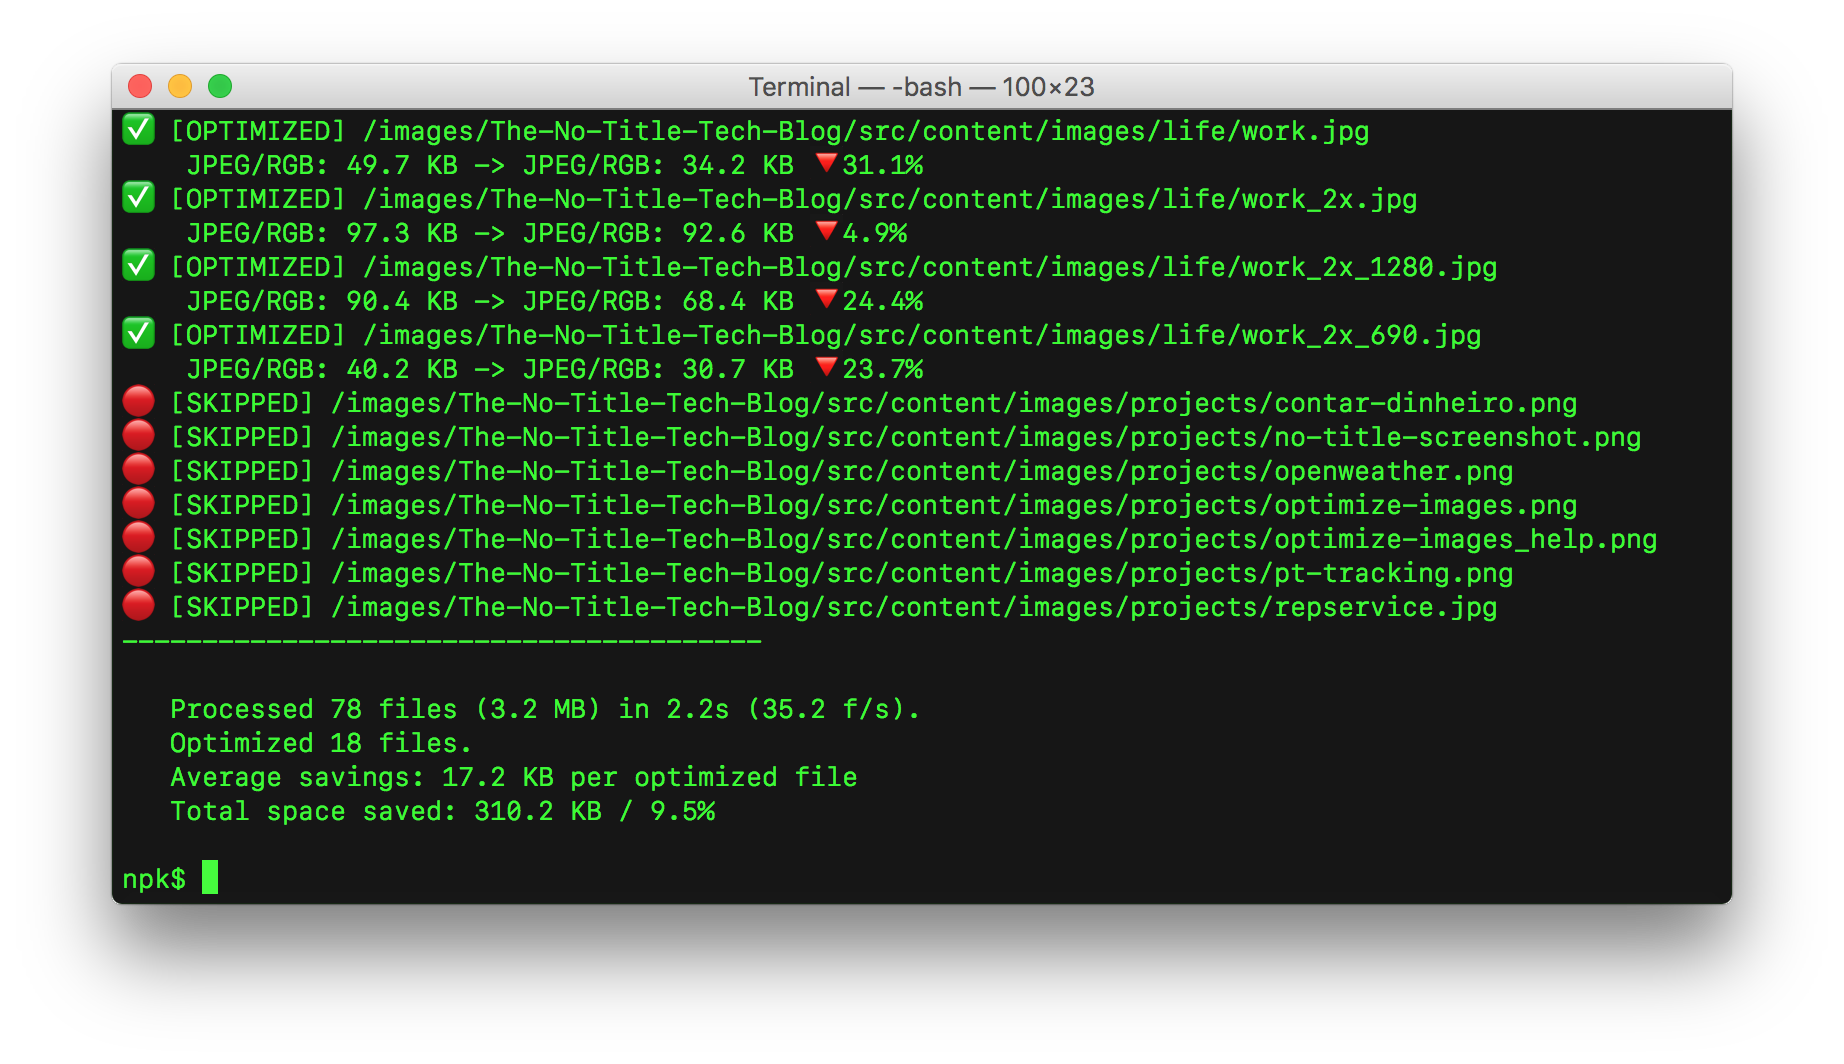 Terminal — -bash — 100×23
✅ [OPTIMIZED] /images/The-No-Title-Tech-Blog/src/content/images/life/work.jpg
JPEG/RGB: 49.7 KB -> JPEG/RGB: 34.2 KB 🔻31.1%
✅ [OPTIMIZED] /images/The-No-Title-Tech-Blog/src/content/images/life/work_2x.jpg
JPEG/RGB: 97.3 KB -> JPEG/RGB: 92.6 KB 🔻4.9%
✅ [OPTIMIZED] /images/The-No-Title-Tech-Blog/src/content/images/life/work_2x_1280.jpg
JPEG/RGB: 90.4 KB -> JPEG/RGB: 68.4 KB 🔻24.4%
✅ [OPTIMIZED] /images/The-No-Title-Tech-Blog/src/content/images/life/work_2x_690.jpg
JPEG/RGB: 40.2 KB -> JPEG/RGB: 30.7 KB 🔻23.7%
🔴 [SKIPPED] /images/The-No-Title-Tech-Blog/src/content/images/projects/contar-dinheiro.png
🔴 [SKIPPED] /images/The-No-Title-Tech-Blog/src/content/images/projects/no-title-screenshot.png
🔴 [SKIPPED] /images/The-No-Title-Tech-Blog/src/content/images/projects/openweather.png
🔴 [SKIPPED] /images/The-No-Title-Tech-Blog/src/content/images/projects/optimize-images.png
🔴 [SKIPPED] /images/The-No-Title-Tech-Blog/src/content/images/projects/optimize-images_help.png
🔴 [SKIPPED] /images/The-No-Title-Tech-Blog/src/content/images/projects/pt-tracking.png
🔴 [SKIPPED] /images/The-No-Title-Tech-Blog/src/content/images/projects/repservice.jpg
----------------------------------------
Processed 78 files (3.2 MB) in 2.2s (35.2 f/s).
Optimized 18 files.
Average savings: 17.2 KB per optimized file
Total space saved: 310.2 KB / 9.5%
npk$